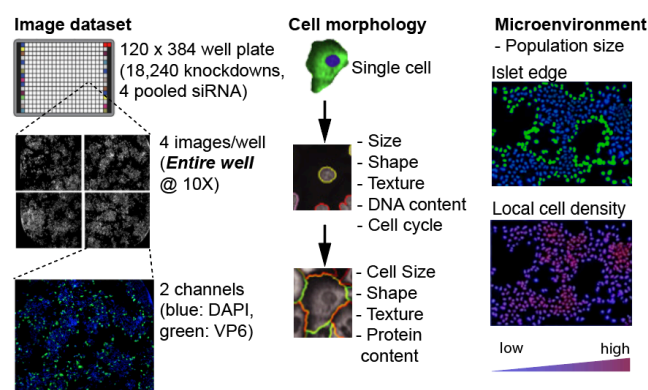 Image dataset
120 x 384 well plate
(18,240 knockdowns,
4 pooled siRNA)
4 images/well
(Entire well
@ 10X)
2 channels
(blue: DAPI,
green: VP6)
Cell morphology
Single cell
- Size
- Shape
- Texture
- DNA content
- Cell cycle
- Cell Size
- Shape
- Texture
- Protein
content
Microenvironment
- Population size
Islet edge
Local cell density
low high